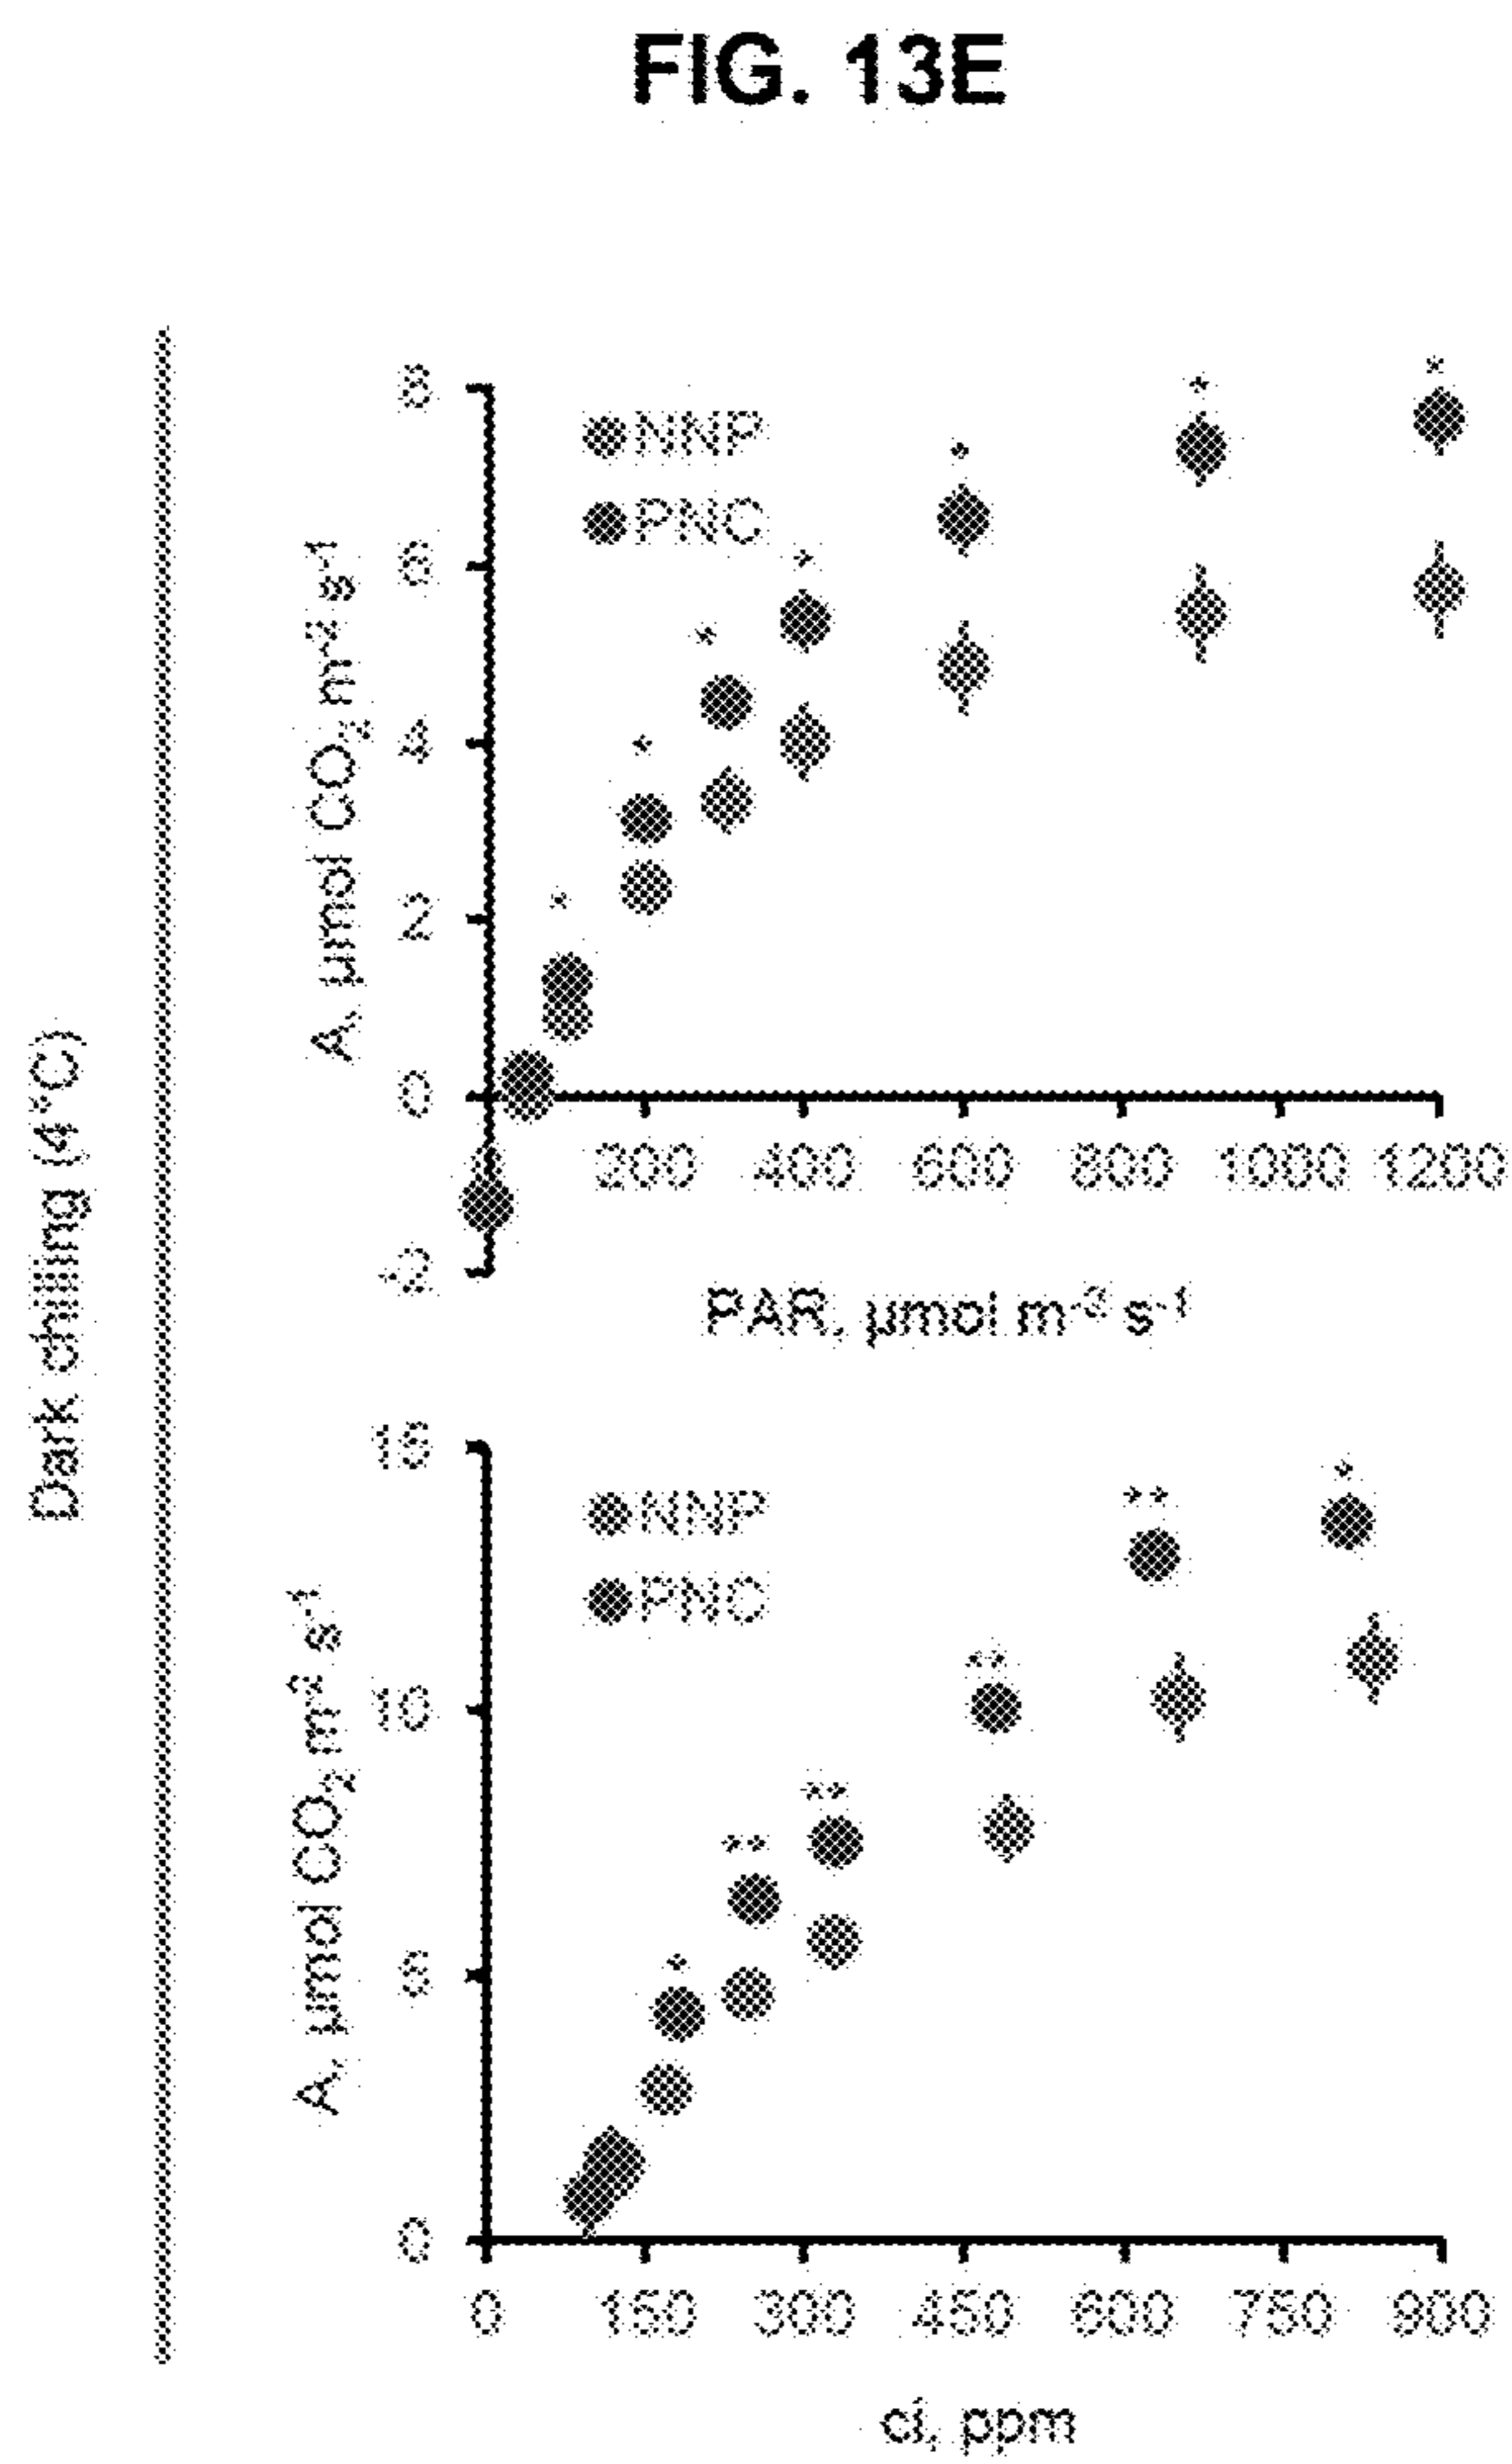 FIG. 13E
Dark chilling (4°C)
A, µmol CO₂ m⁻² s⁻¹
8
6
4
2
0
-2
NNP
PNC
* * * * * * *
0 200 400 600 800 1000 1200
PAR, µmol m⁻³ s⁻¹
A, µmol CO₂ m⁻² s⁻¹
15
10
5
0
NNP
PNC
* ** ** ** ** *
0 150 300 450 600 750 900
ci, ppm